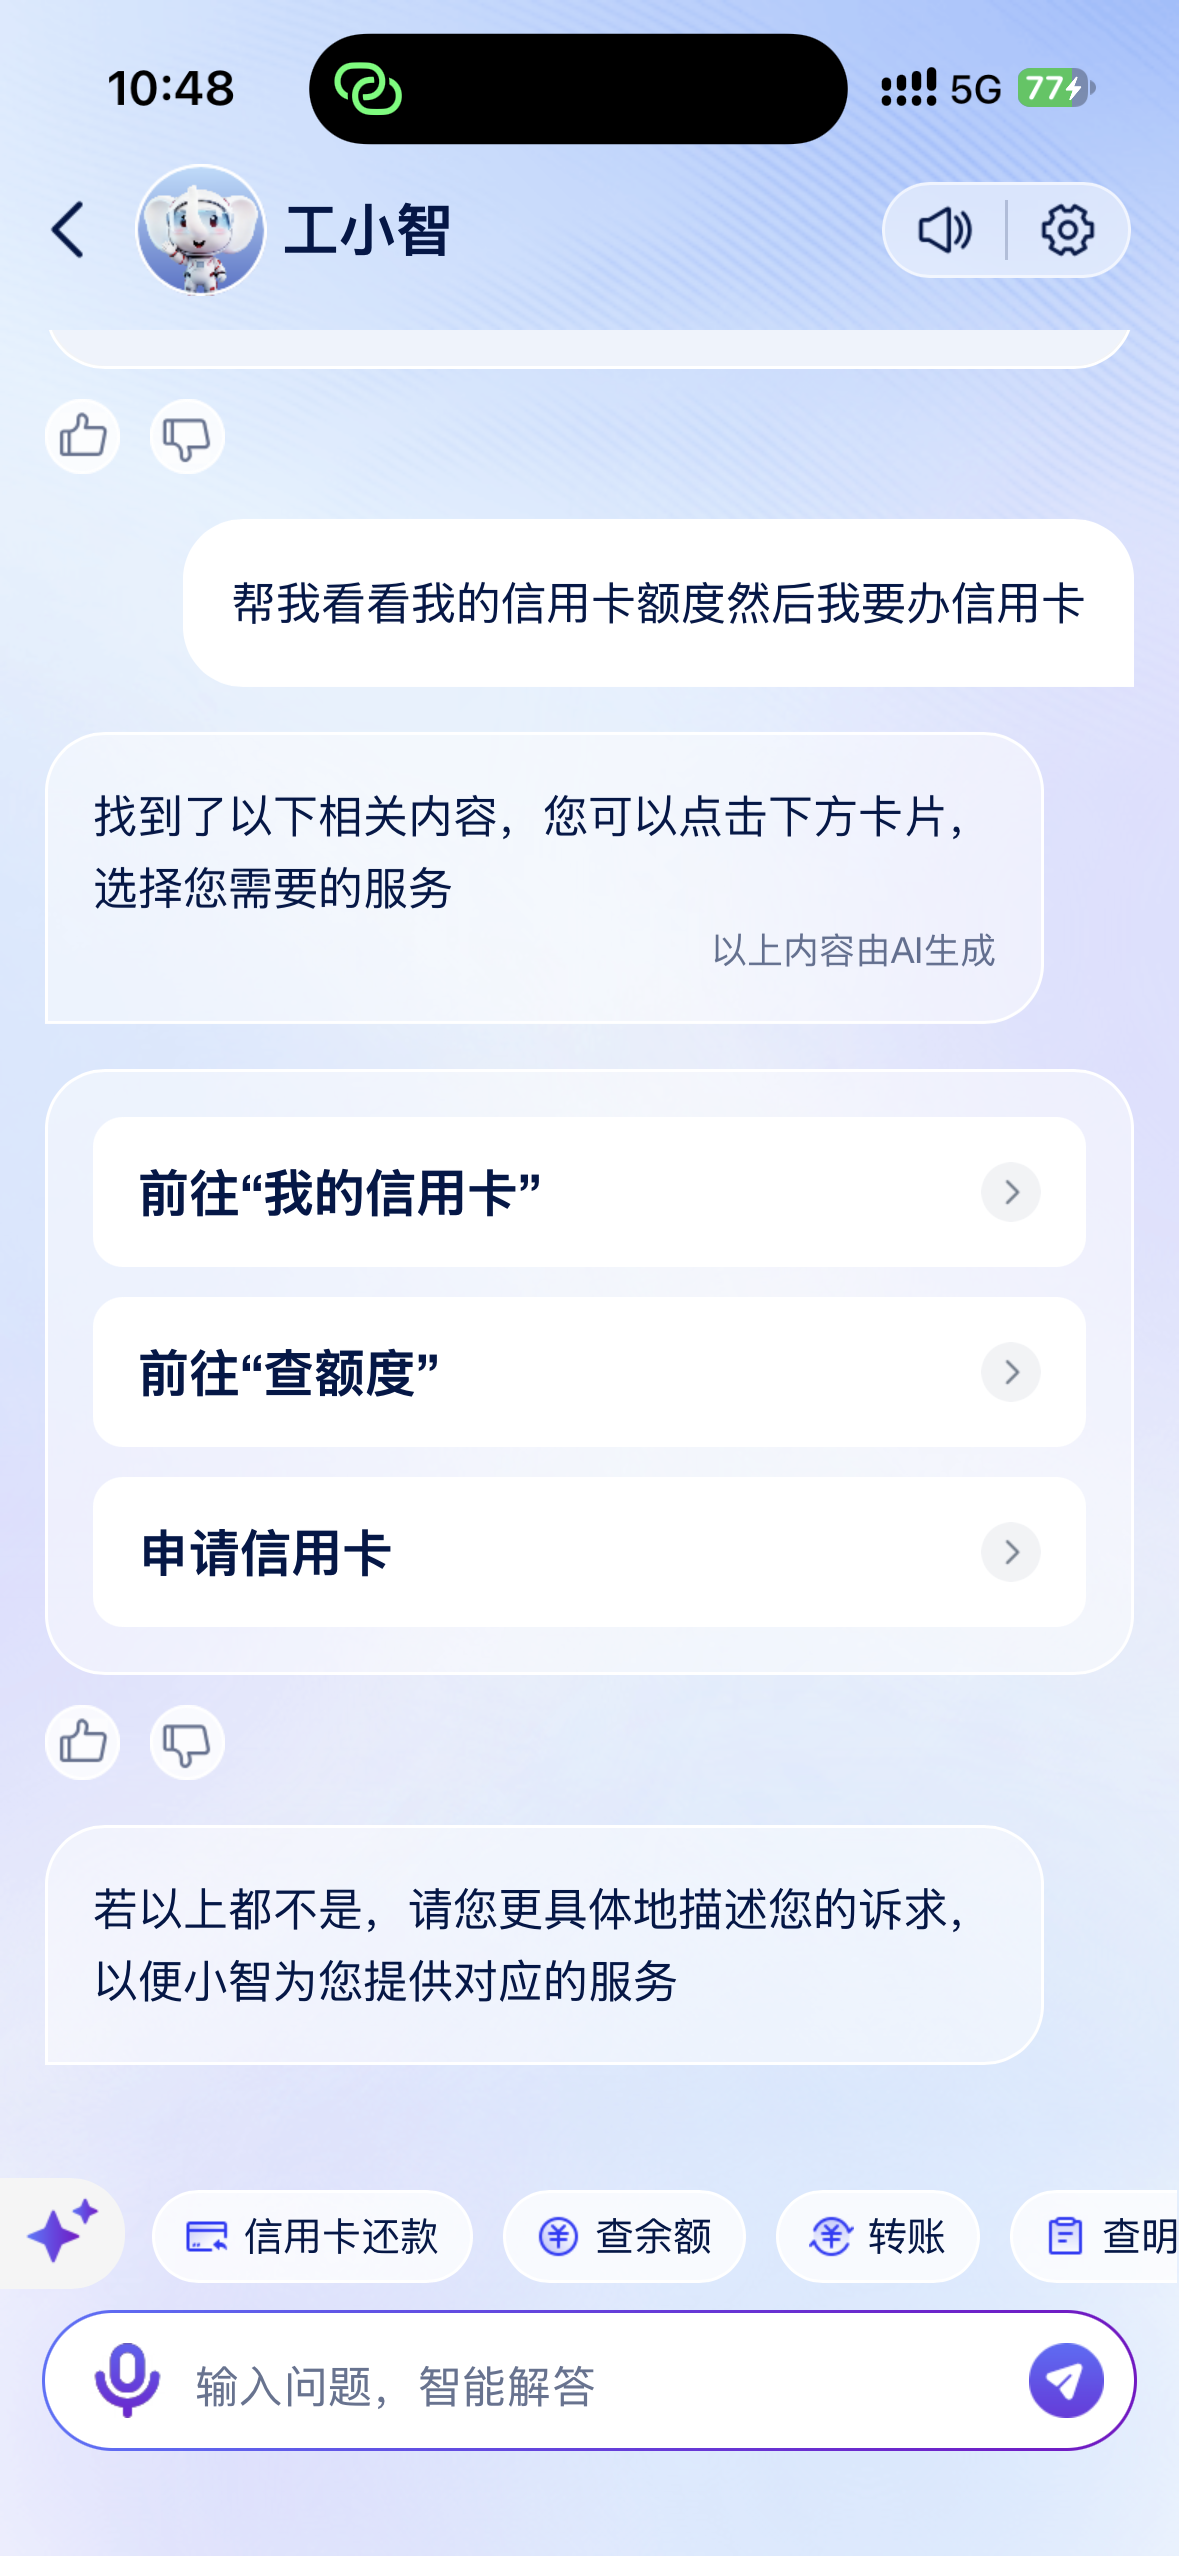 10:48
5G
77
工小智
帮我看看我的信用卡额度然后我要办信用卡
找到了以下相关内容，您可以点击下方卡片，
选择您需要的服务
以上内容由AI生成
前往“我的信用卡”
前往“查额度”
申请信用卡
若以上都不是，请您更具体地描述您的诉求，
以便小智为您提供对应的服务
信用卡还款
查余额
转账
查明
输入问题，智能解答